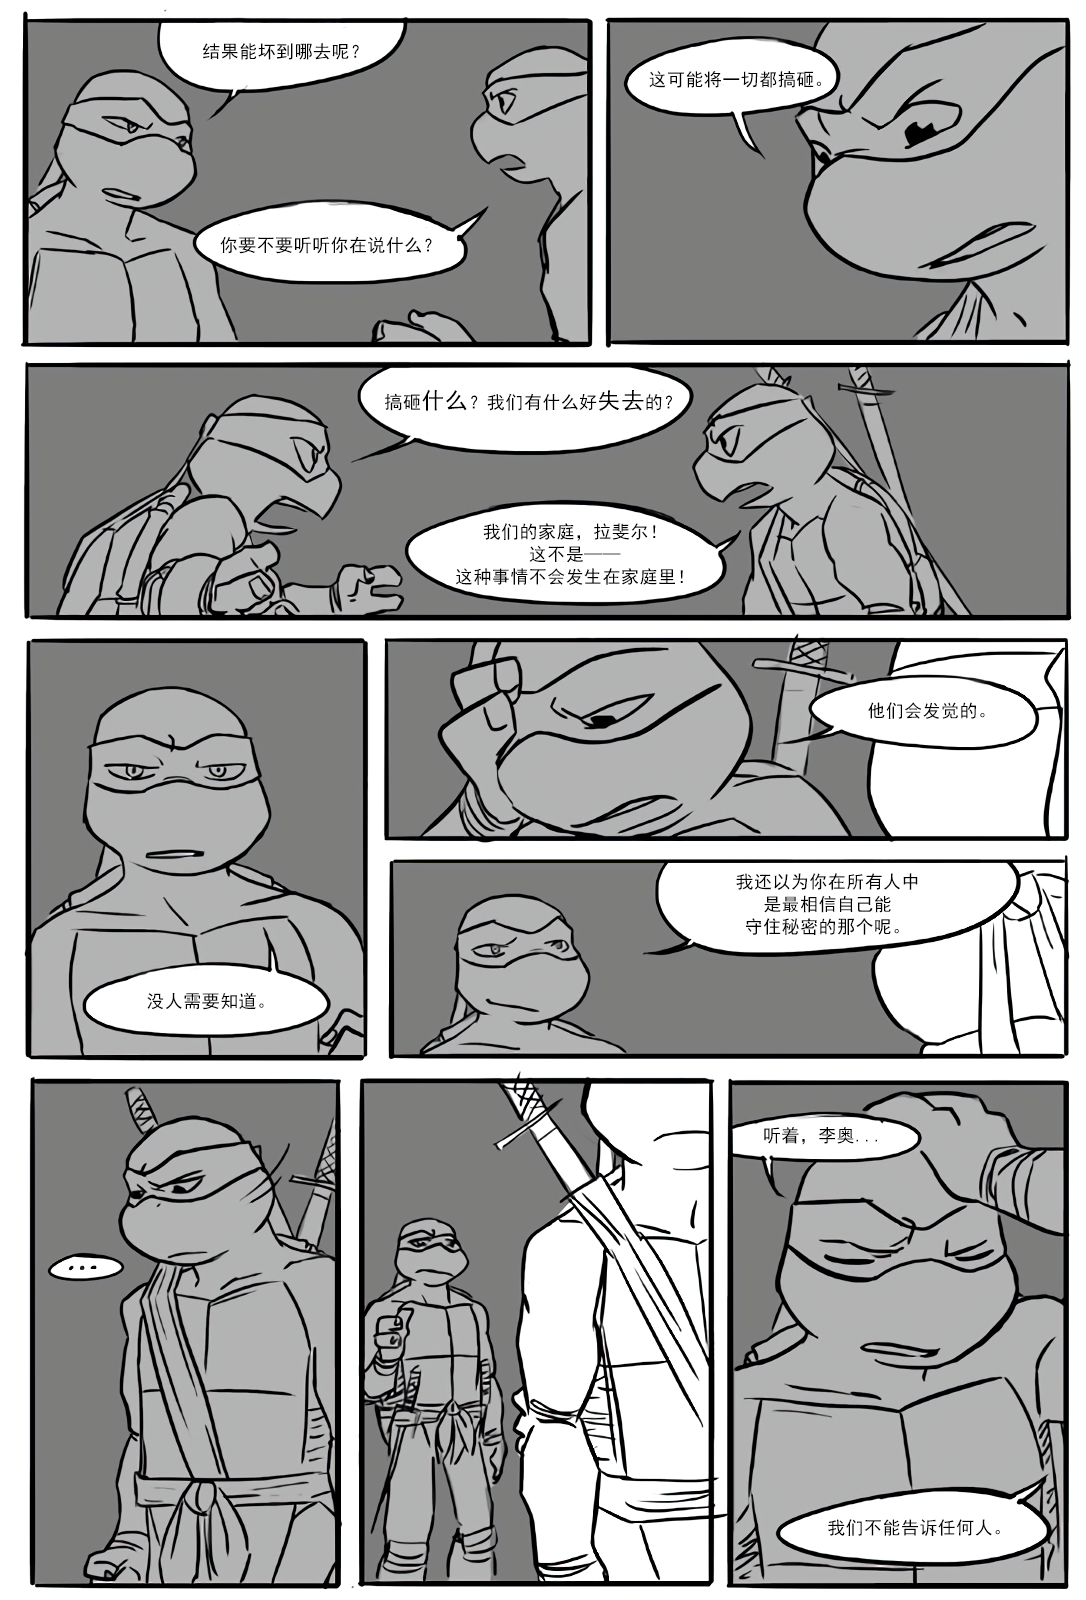 结果能坏到哪去呢？
你要不要听听你在说什么？
这可能将一切都搞砸。
搞砸什么？我们有什么好失去的？
我们的家庭，拉斐尔！
这不是——
这种事情不会发生在家庭里！
没人需要知道。
他们会发觉的。
我还以为你在所有人中
是最相信自己能
守住秘密的那个呢。
...
听着，李奥...
我们不能告诉任何人。